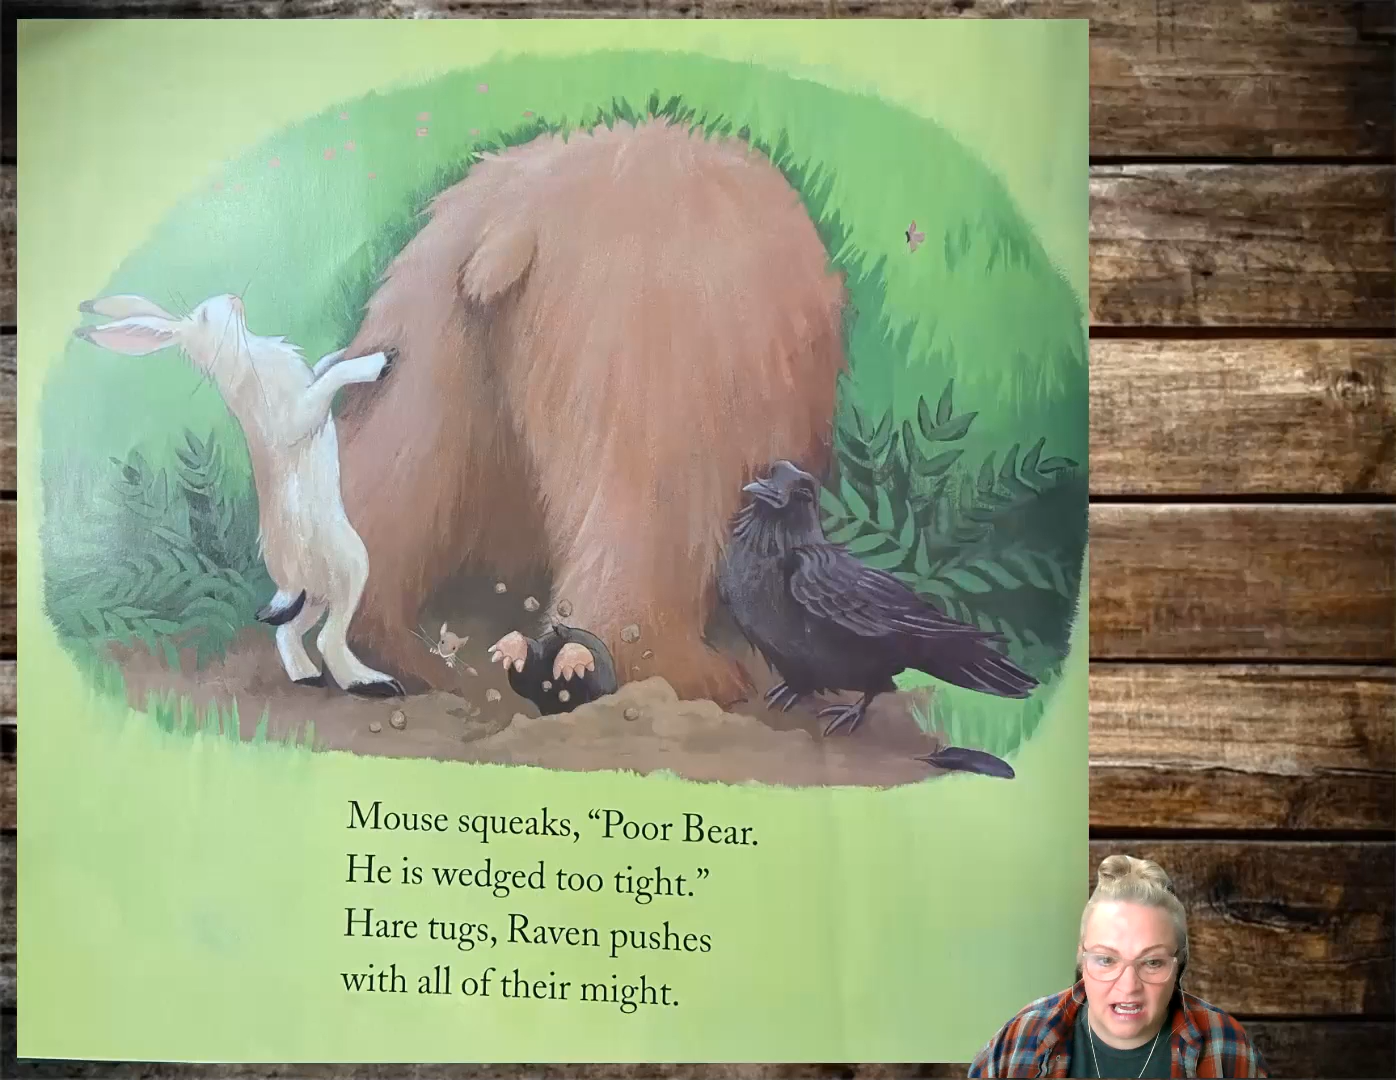 Mouse squeaks, “Poor Bear.
He is wedged too tight.”
Hare tugs, Raven pushes
with all of their might.